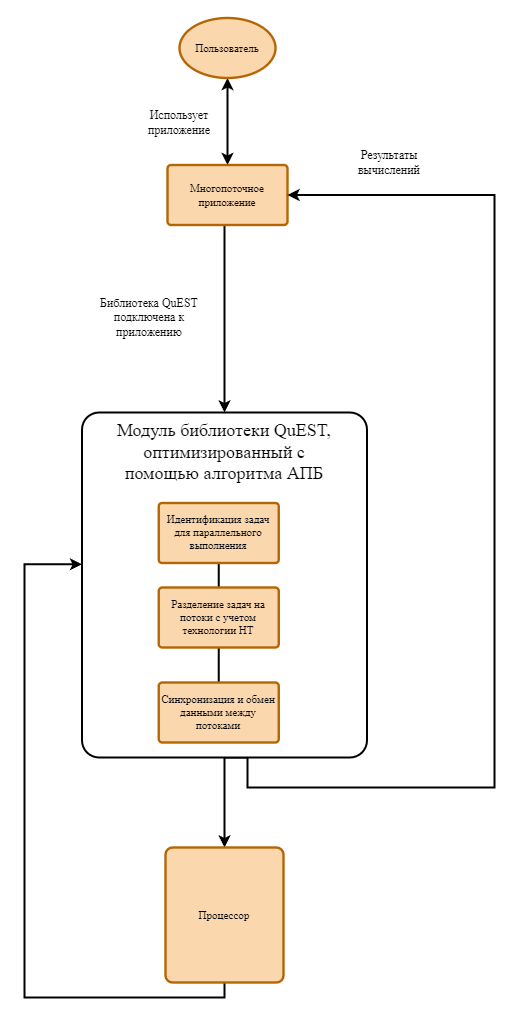 Пользователь
Использует
приложение
Результаты
вычислений
Многопоточное
приложение
Библиотека QuEST
подключена к
приложению
Модуль библиотеки QuEST,
оптимизированный с
помощью алгоритма АПБ
Идентификация задач
для параллельного
выполнения
Разделение задач на
потоки с учетом
технологии HT
Синхронизация и обмен
данными между
потоками
Процессор